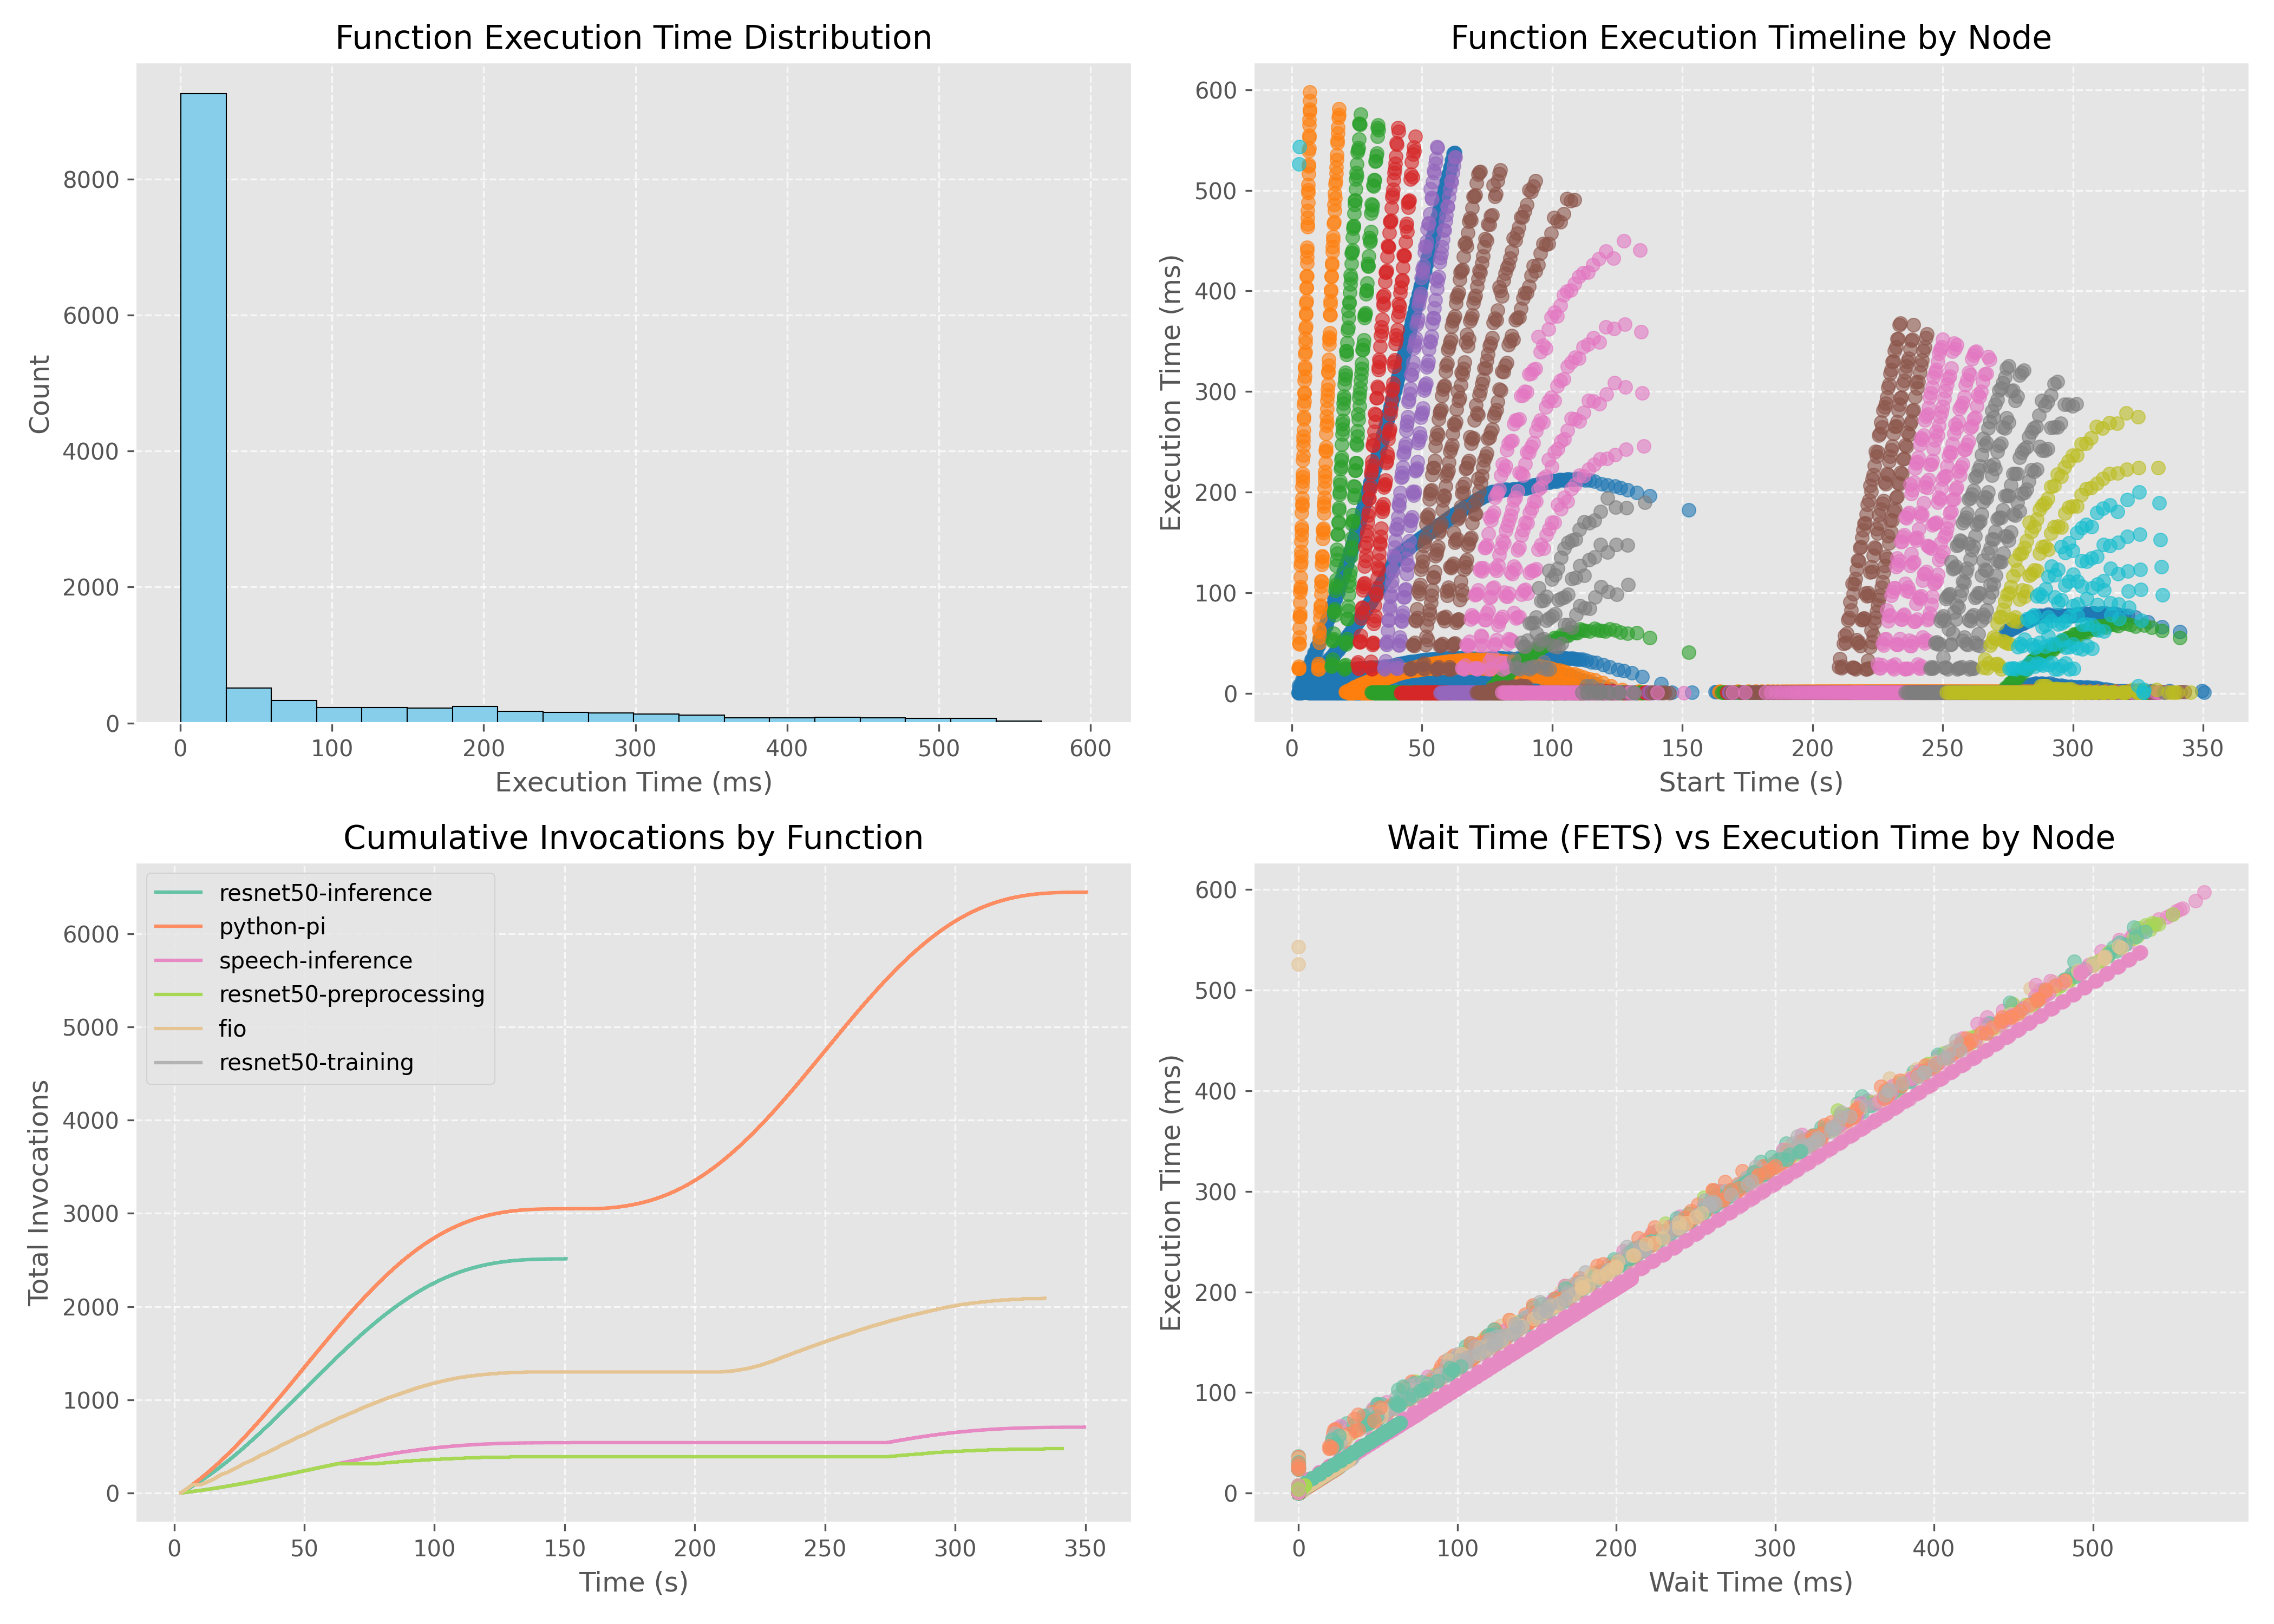 Function Execution Time Distribution
Count
8000
6000
4000
2000
0
0 100 200 300 400 500 600
Execution Time (ms)
Function Execution Timeline by Node
Execution Time (ms)
600
500
400
300
200
100
0
0 50 100 150 200 250 300 350
Start Time (s)
Cumulative Invocations by Function
resnet50-inference
python-pi
speech-inference
resnet50-preprocessing
fio
resnet50-training
Total Invocations
6000
5000
4000
3000
2000
1000
0
0 50 100 150 200 250 300 350
Time (s)
Wait Time (FETS) vs Execution Time by Node
Execution Time (ms)
600
500
400
300
200
100
0
0 100 200 300 400 500
Wait Time (ms)